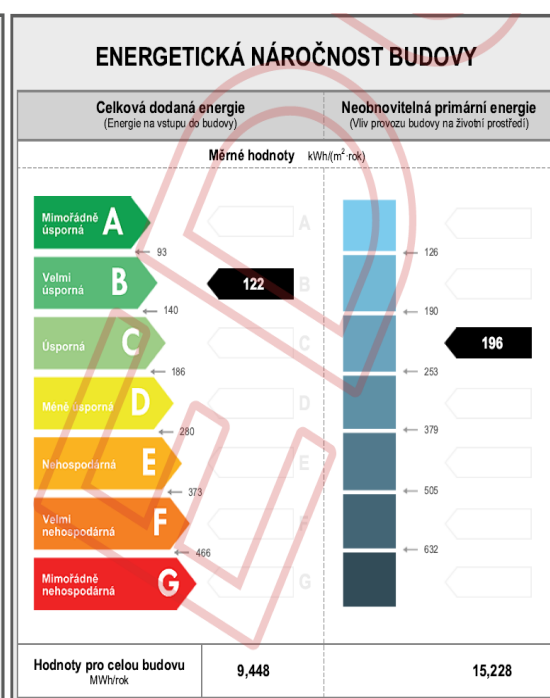 ENERGETICKÁ NÁROČNOST BUDOVY
Celková dodaná energie
(Energie na vstupu do budovy)
Neobnovitelná primární energie
(Vliv provozu budovy na životní prostředí)
Měrné hodnoty kWh/(m²·rok)
Mimořádně úsporná
A
A
A
93
126
Velmi úsporná
B
122
B
140
190
Úsporná
C
C
196
186
253
Méně úsporná
D
D
280
379
Nehospodárná
E
E
373
505
Velmi nehospodárná
F
F
466
632
Mimořádně nehospodárná
G
G
Hodnoty pro celou budovu
MWh/rok
9,448
15,228